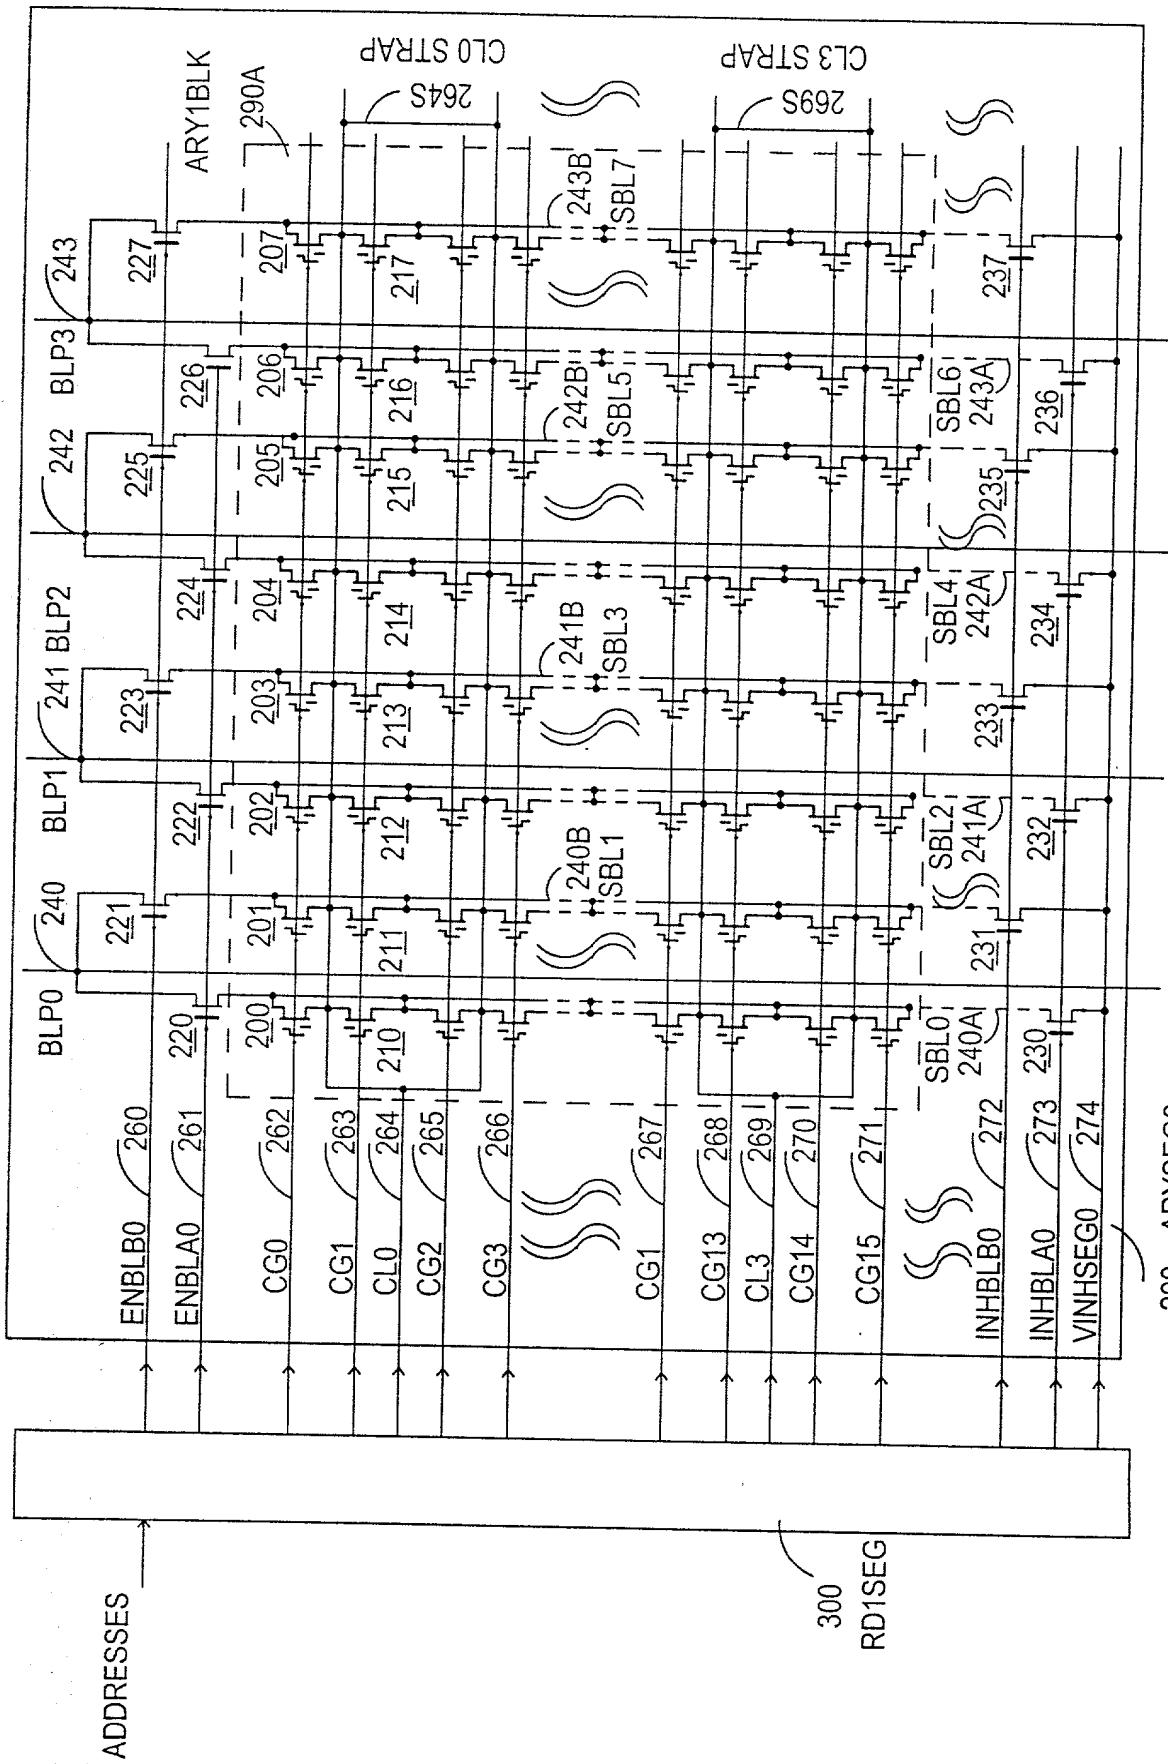 ADDRESSES
300
RD1SEG
ENBLB0 260
ENBLA0 261
CG0 262
CG1 263
CL0 264
CG2 265
CG3 266
CG1 267
CG13 268
CL3 269
CG14 270
CG15 271
INHBLB0 272
INHBLA0 273
VINHSEG0 274
BLP0 240
BLP1 241
BLP2 242
BLP3 243
220 221 222 223 224 225 226 227
ARY1BLK
290A
200 201 202 203 204 205 206 207
210 211 212 213 214 215 216 217
264S
CL0 STRAP
240B
SBL1
241B
SBL3
242B
SBL5
243B
SBL7
269S
CL3 STRAP
SBL0
240A
SBL2
241A
SBL4
242A
SBL6
243A
230 231 232 233 234 235 236 237